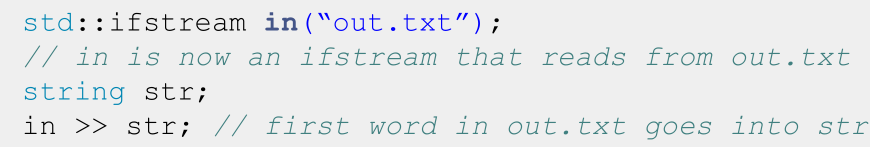 std::ifstream in(“out.txt”);
// in is now an ifstream that reads from out.txt
string str;
in >> str; // first word in out.txt goes into str